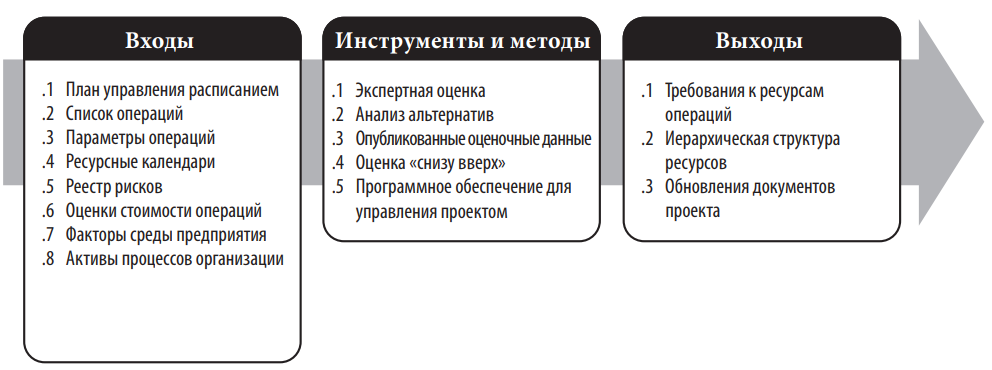 Входы
.1 План управления расписанием
.2 Список операций
.3 Параметры операций
.4 Ресурсные календари
.5 Реестр рисков
.6 Оценки стоимости операций
.7 Факторы среды предприятия
.8 Активы процессов организации
Инструменты и методы
.1 Экспертная оценка
.2 Анализ альтернатив
.3 Опубликованные оценочные данные
.4 Оценка «снизу вверх»
.5 Программное обеспечение для
управления проектом
Выходы
.1 Требования к ресурсам
операций
.2 Иерархическая структура
ресурсов
.3 Обновления документов
проекта